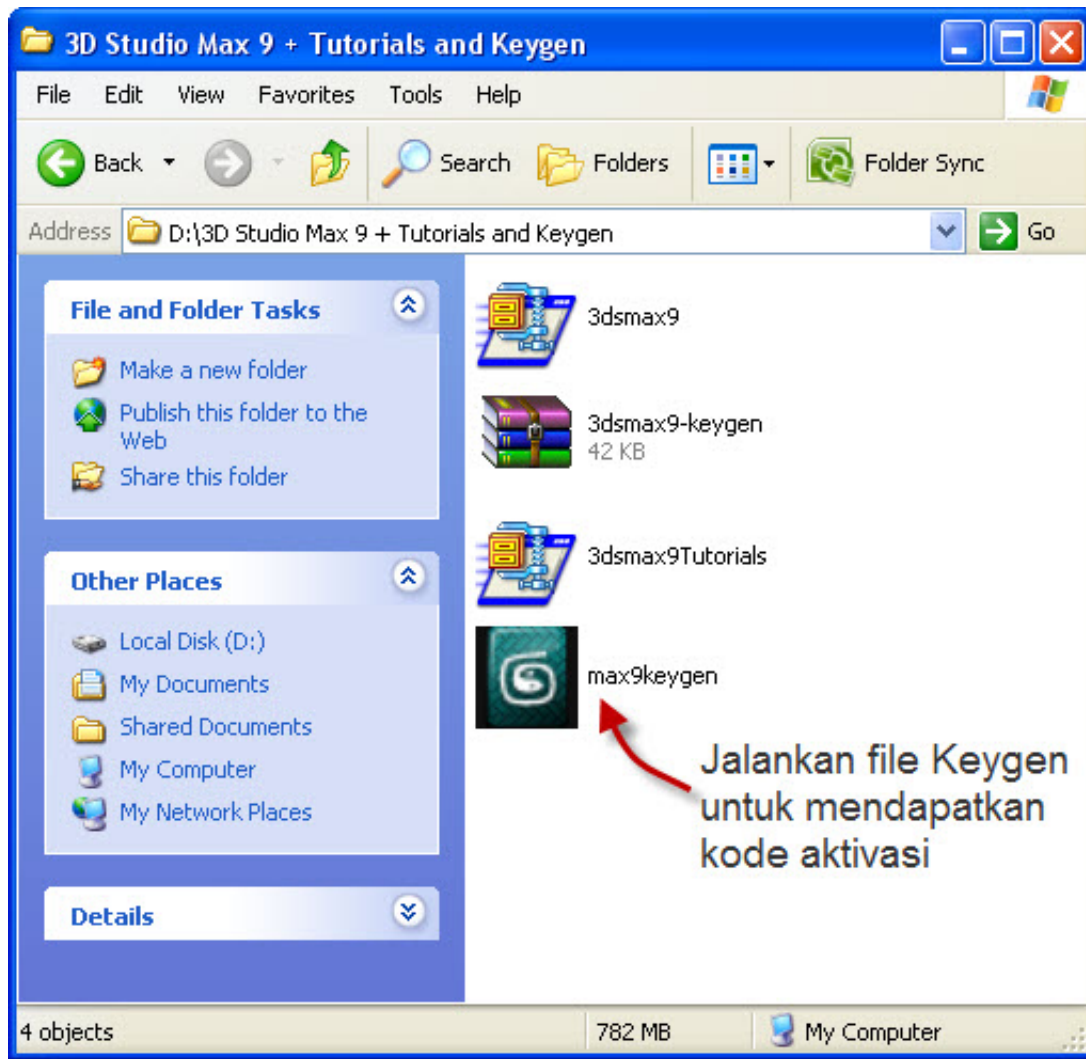 3D Studio Max 9 + Tutorials and Keygen
File Edit View Favorites Tools Help
Back Search Folders Folder Sync
Address D:\3D Studio Max 9 + Tutorials and Keygen Go
File and Folder Tasks
Make a new folder
Publish this folder to the
Web
Share this folder
Other Places
Local Disk (D:)
My Documents
Shared Documents
My Computer
My Network Places
Details
3dsmax9
3dsmax9-keygen
42 KB
3dsmax9Tutorials
max9keygen
Jalankan file Keygen
untuk mendapatkan
kode aktivasi
4 objects 782 MB My Computer